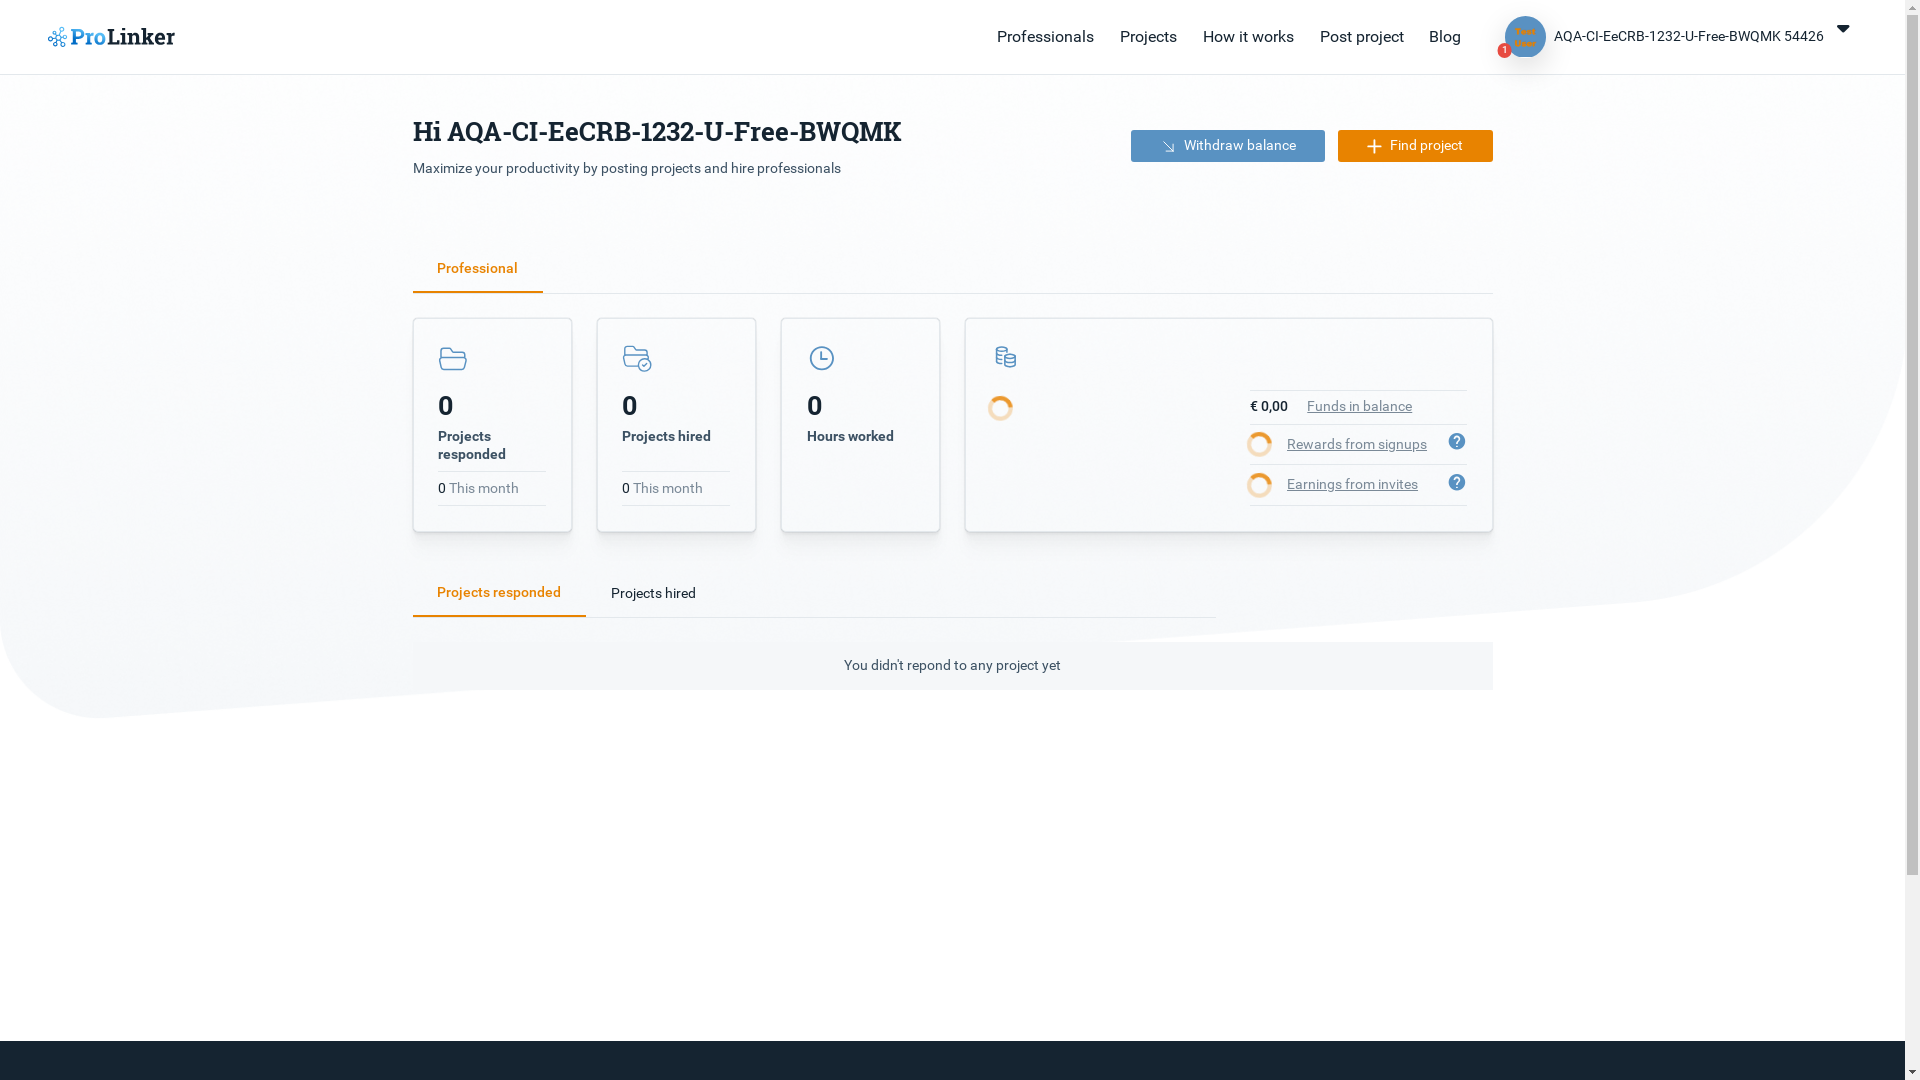 ProLinker
Professionals
Projects
How it works
Post project
Blog
Test
User
1
AQA-CI-EeCRB-1232-U-Free-BWQMK 54426
Hi AQA-CI-EeCRB-1232-U-Free-BWQMK
Maximize your productivity by posting projects and hire professionals
Withdraw balance
Find project
Professional
0
Projects
responded
0 This month
0
Projects hired
0 This month
0
Hours worked
€ 0,00 Funds in balance
Rewards from signups ?
Earnings from invites ?
Projects responded
Projects hired
You didn't repond to any project yet